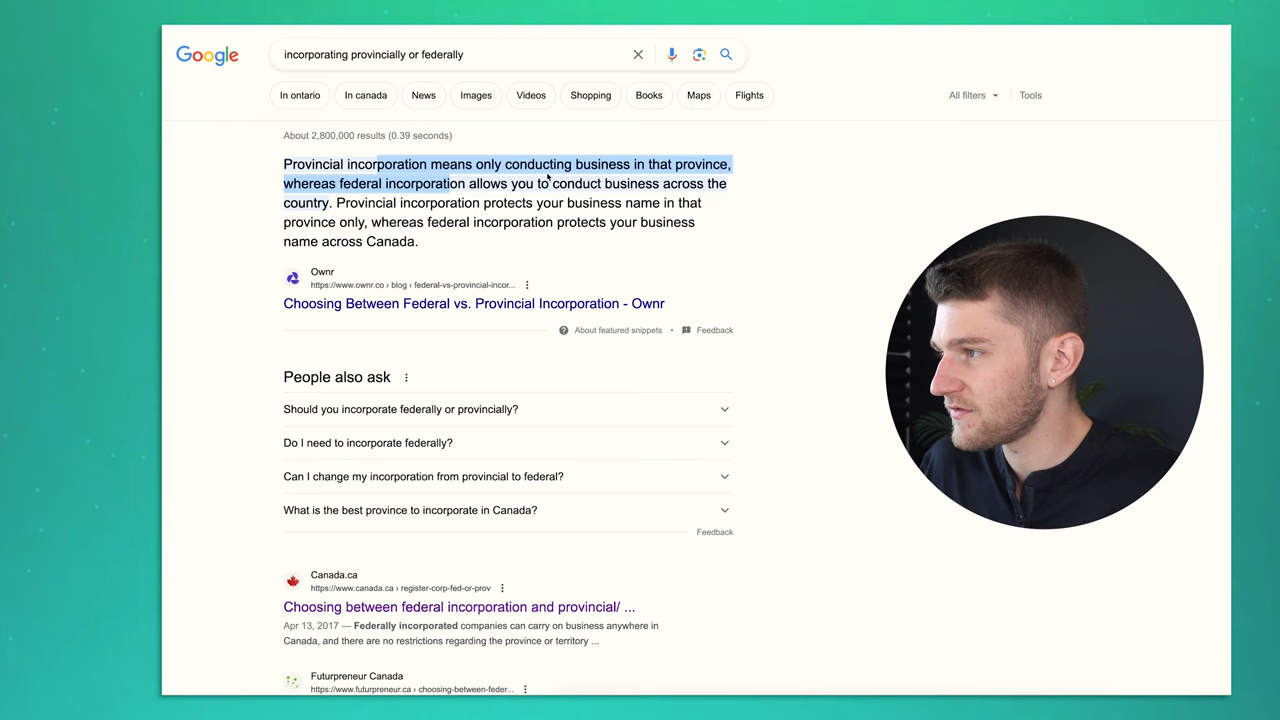 Google
incorporating provincially or federally
In ontario
In canada
News
Images
Videos
Shopping
Books
Maps
Flights
All filters
Tools
About 2,800,000 results (0.39 seconds)
Provincial incorporation means only conducting business in that province,
whereas federal incorporation allows you to conduct business across the
country. Provincial incorporation protects your business name in that
province only, whereas federal incorporation protects your business
name across Canada.
Ownr
https://www.ownr.co › blog › federal-vs-provincial-incor...
Choosing Between Federal vs. Provincial Incorporation - Ownr
About featured snippets • Feedback
People also ask
Should you incorporate federally or provincially?
Do I need to incorporate federally?
Can I change my incorporation from provincial to federal?
What is the best province to incorporate in Canada?
Feedback
Canada.ca
https://www.canada.ca › register-corp-fed-or-prov
Choosing between federal incorporation and provincial/ ...
Apr 13, 2017 — Federally incorporated companies can carry on business anywhere in
Canada, and there are no restrictions regarding the province or territory ...
Futurpreneur Canada
https://www.futurpreneur.ca › choosing-between-feder...